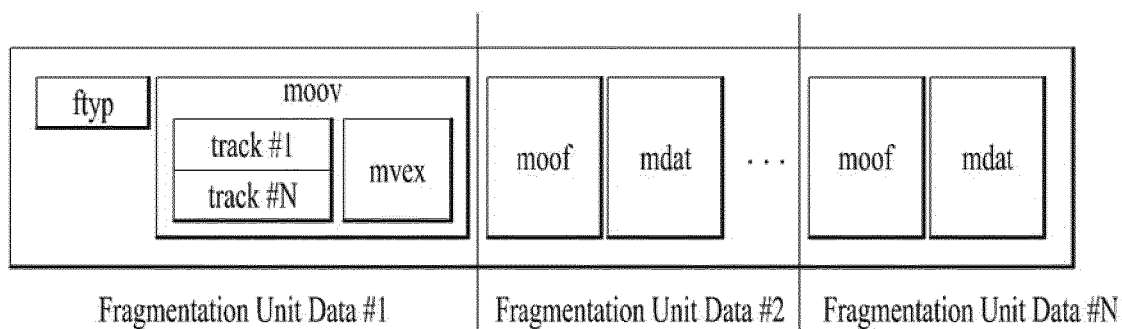 ftyp
moov
track #1
track #N
mvex
moof
mdat
...
moof
mdat
Fragmentation Unit Data #1
Fragmentation Unit Data #2
Fragmentation Unit Data #N